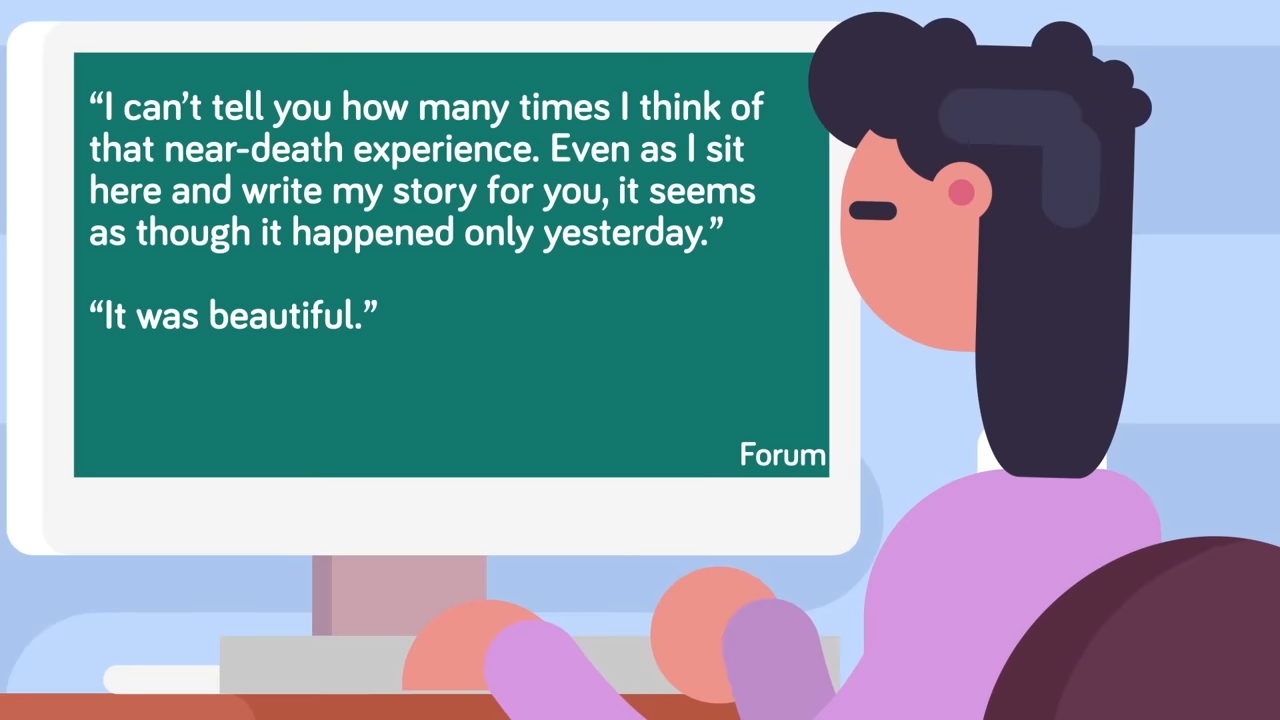 “I can’t tell you how many times I think of
that near-death experience. Even as I sit
here and write my story for you, it seems
as though it happened only yesterday.”
“It was beautiful.”
Forum